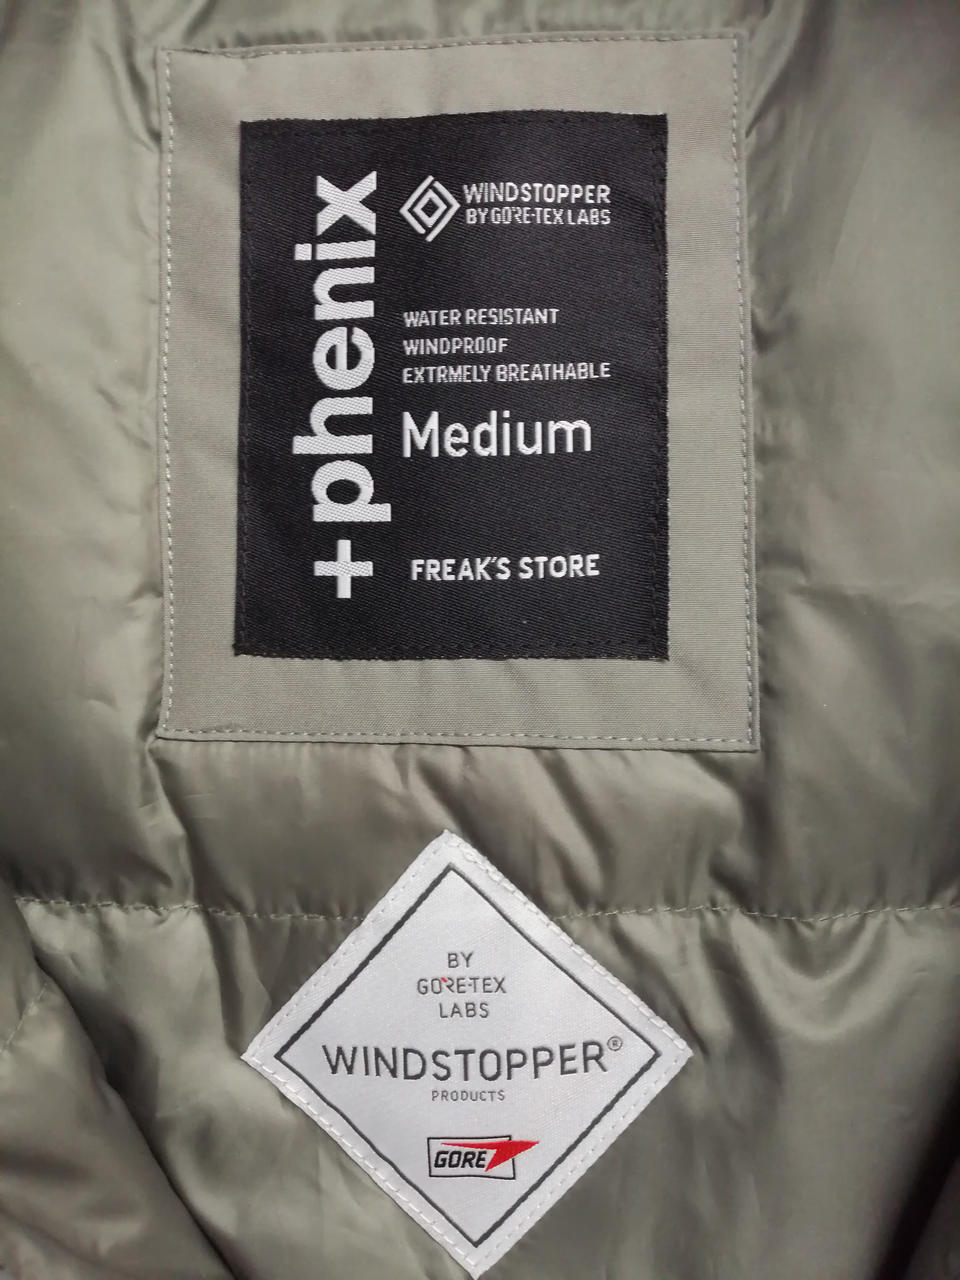 +phenix
WINDSTOPPER
BY GORE-TEX LABS
WATER RESISTANT
WINDPROOF
EXTRMELY BREATHABLE
Medium
FREAK'S STORE
BY
GORE-TEX
LABS
WINDSTOPPER®
PRODUCTS
GORE